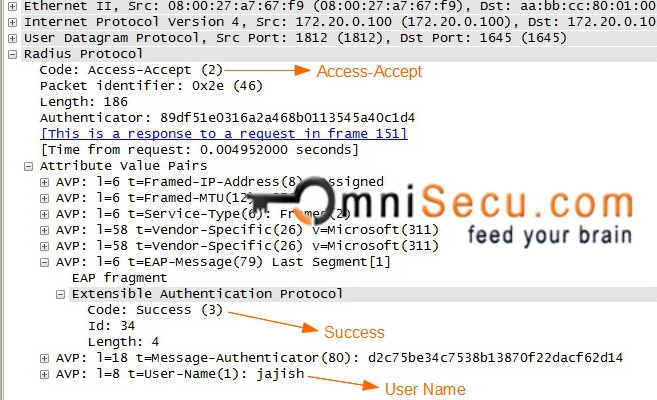 Ethernet II, Src: 08:00:27:a7:67:f9 (08:00:27:a7:67:f9), Dst: aa:bb:cc:80:01:00
Internet Protocol Version 4, Src: 172.20.0.100 (172.20.0.100), Dst: 172.20.0.10
User Datagram Protocol, Src Port: 1812 (1812), Dst Port: 1645 (1645)
Radius Protocol
Code: Access-Accept (2) Access-Accept
Packet identifier: 0x2e (46)
Length: 186
Authenticator: 89df51e0316a2a468b0113545a40c1d4
[This is a response to a request in frame 151]
[Time from request: 0.004952000 seconds]
Attribute Value Pairs
AVP: l=6 t=Framed-IP-Address(8): Assigned
AVP: l=6 t=Framed-MTU(12):
AVP: l=6 t=Service-Type(6): Framed(2)
OmniSecu.com
feed your brain
AVP: l=58 t=Vendor-Specific(26) v=Microsoft(311)
AVP: l=58 t=Vendor-Specific(26) v=Microsoft(311)
AVP: l=6 t=EAP-Message(79) Last Segment[1]
EAP fragment
Extensible Authentication Protocol
Code: Success (3)
Id: 34
Length: 4
Success
AVP: l=18 t=Message-Authenticator(80): d2c75be34c7538b13870f22dacf62d14
AVP: l=8 t=User-Name(1): jajish
User Name